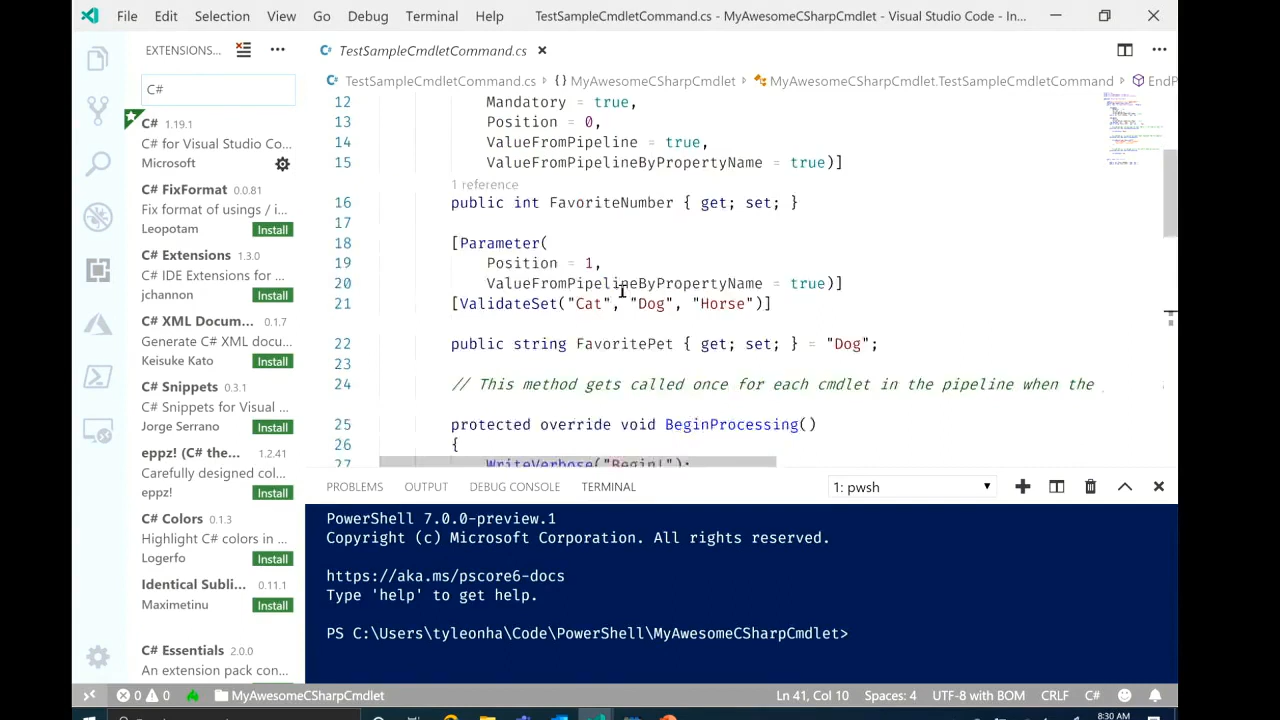 File Edit Selection View Go Debug Terminal Help TestSampleCmdletCommand.cs - MyAwesomeCSharpCmdlet - Visual Studio Code - In...
EXTENSIONS...
TestSampleCmdletCommand.cs
C#
TestSampleCmdletCommand.cs {} MyAwesomeCSharpCmdlet MyAwesomeCSharpCmdlet.TestSampleCmdletCommand EndP
C# 1.19.1
C# for Visual Studio Co...
Microsoft
C# FixFormat 0.0.81
Fix format of usings / i...
Leopotam Install
C# Extensions 1.3.0
C# IDE Extensions for ...
jchannon Install
C# XML Docum... 0.1.7
Generate C# XML docu...
Keisuke Kato Install
C# Snippets 0.3.1
C# Snippets for Visual ...
Jorge Serrano Install
eppz! (C# the... 1.2.41
Carefully designed col...
eppz! Install
C# Colors 0.1.3
Highlight C# colors in ...
Logerfo Install
Identical Subli... 0.11.1
Maximetinu Install
C# Essentials 2.0.0
An extension pack con...
12 Mandatory = true,
13 Position = 0,
14 ValueFromPipeline = true,
15 ValueFromPipelineByPropertyName = true)]
1 reference
16 public int FavoriteNumber { get; set; }
17
18 [Parameter(
19 Position = 1,
20 ValueFromPipelineByPropertyName = true)]
21 [ValidateSet("Cat", "Dog", "Horse")]
22 public string FavoritePet { get; set; } = "Dog";
23
24 // This method gets called once for each cmdlet in the pipeline when the
25 protected override void BeginProcessing()
26 {
27 WriteVerbose("Begin!");
PROBLEMS OUTPUT DEBUG CONSOLE TERMINAL 1: pwsh
PowerShell 7.0.0-preview.1
Copyright (c) Microsoft Corporation. All rights reserved.
https://aka.ms/pscore6-docs
Type 'help' to get help.
PS C:\Users\tyleonha\Code\PowerShell\MyAwesomeCSharpCmdlet>
0 0 MyAwesomeCSharpCmdlet Ln 41, Col 10 Spaces: 4 UTF-8 with BOM CRLF C#
8:30 AM